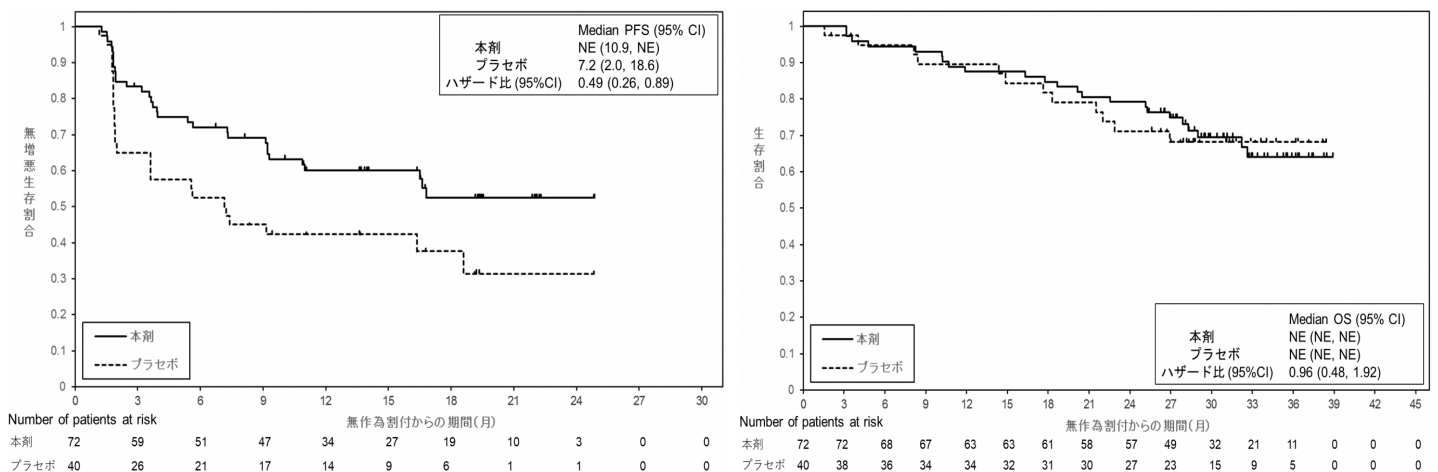 Median PFS (95% CI)
本剤 NE (10.9, NE)
プラセボ 7.2 (2.0, 18.6)
ハザード比 (95%CI) 0.49 (0.26, 0.89)
1
0.9
0.8
0.7
0.6
0.5
0.4
0.3
0.2
0.1
0
無増悪生存割合
本剤
プラセボ
0 3 6 9 12 15 18 21 24 27 30
Number of patients at risk
無作為割付からの期間(月)
本剤 72 59 51 47 34 27 19 10 3 0 0
プラセボ 40 26 21 17 14 9 6 1 1 0 0
1
0.9
0.8
0.7
0.6
0.5
0.4
0.3
0.2
0.1
0
生存割合
Median OS (95% CI)
本剤 NE (NE, NE)
プラセボ NE (NE, NE)
ハザード比 (95%CI) 0.96 (0.48, 1.92)
本剤
プラセボ
0 3 6 9 12 15 18 21 24 27 30 33 36 39 42 45
Number of patients at risk
無作為割付からの期間(月)
本剤 72 72 68 67 63 63 61 58 57 49 32 21 11 0 0 0
プラセボ 40 38 36 34 34 32 31 30 27 23 15 9 5 0 0 0